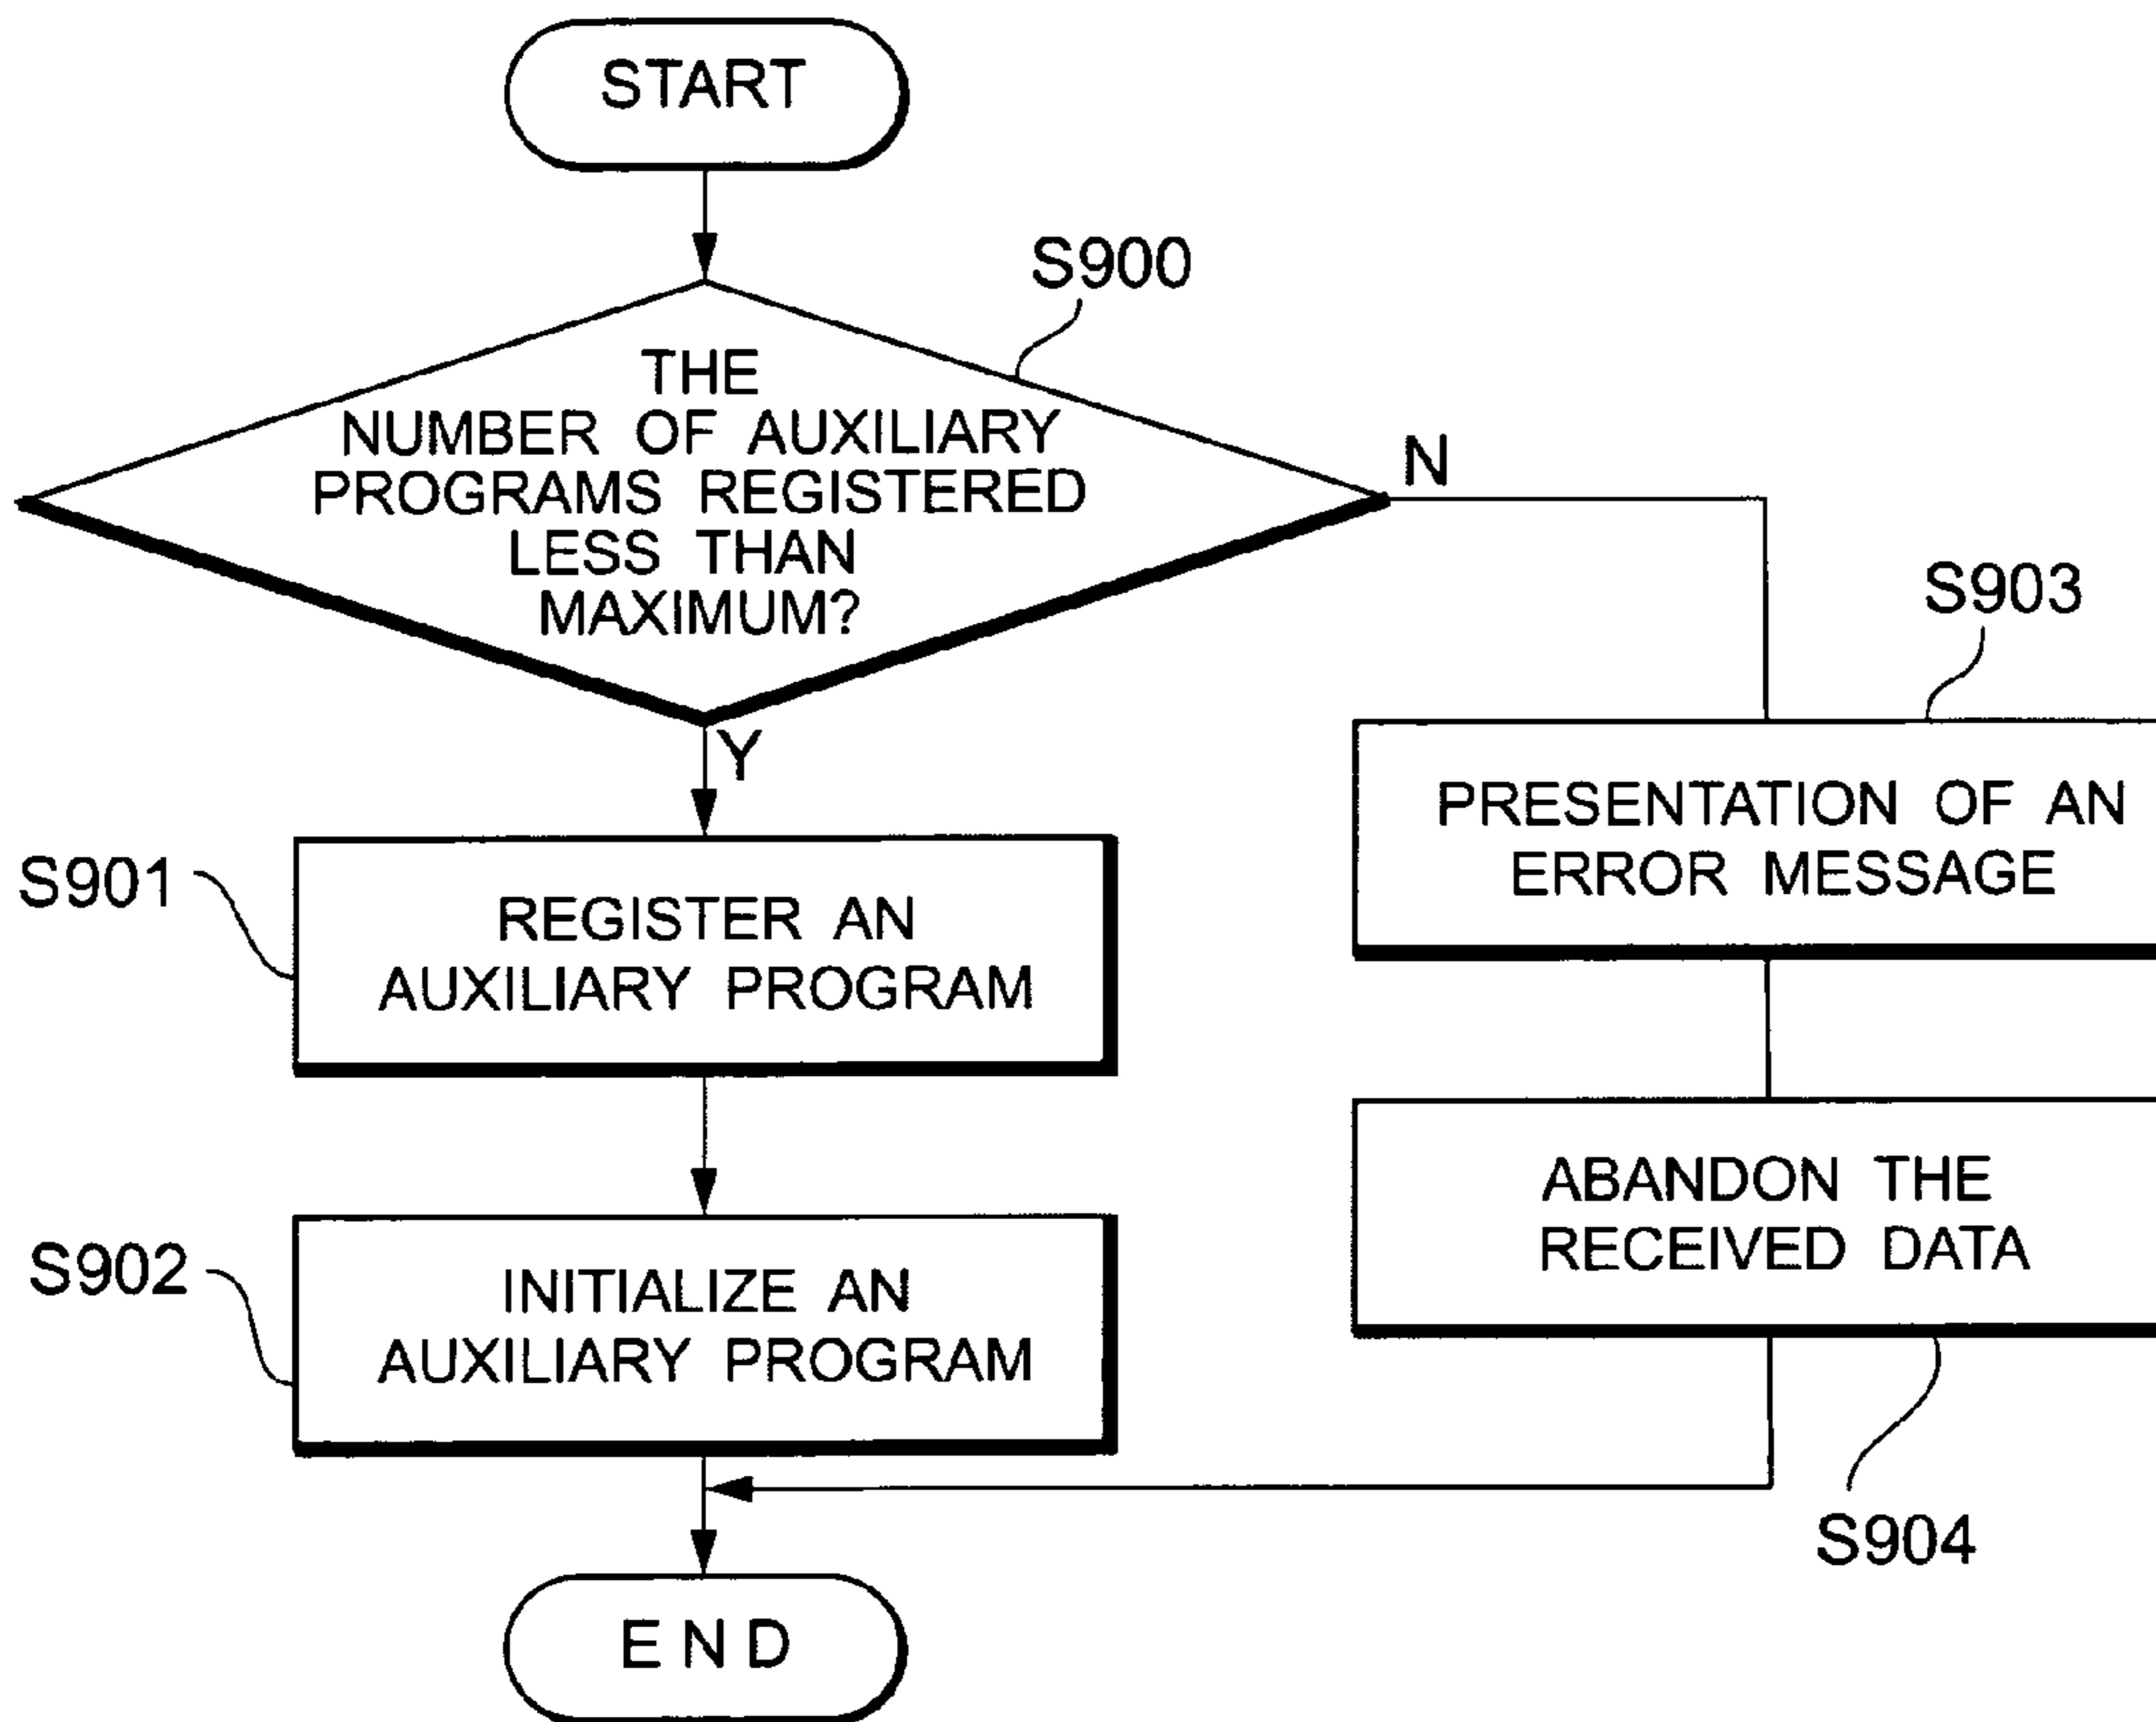 START
S900
THE
NUMBER OF AUXILIARY
PROGRAMS REGISTERED
LESS THAN
MAXIMUM?
N
Y
S903
PRESENTATION OF AN
ERROR MESSAGE
S901
REGISTER AN
AUXILIARY PROGRAM
ABANDON THE
RECEIVED DATA
S902
INITIALIZE AN
AUXILIARY PROGRAM
S904
END